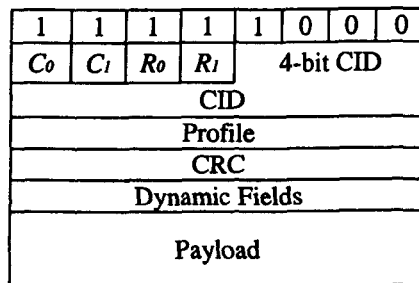 1 1 1 1 1 0 0 0
C0 C1 R0 R1 4-bit CID
CID
Profile
CRC
Dynamic Fields
Payload